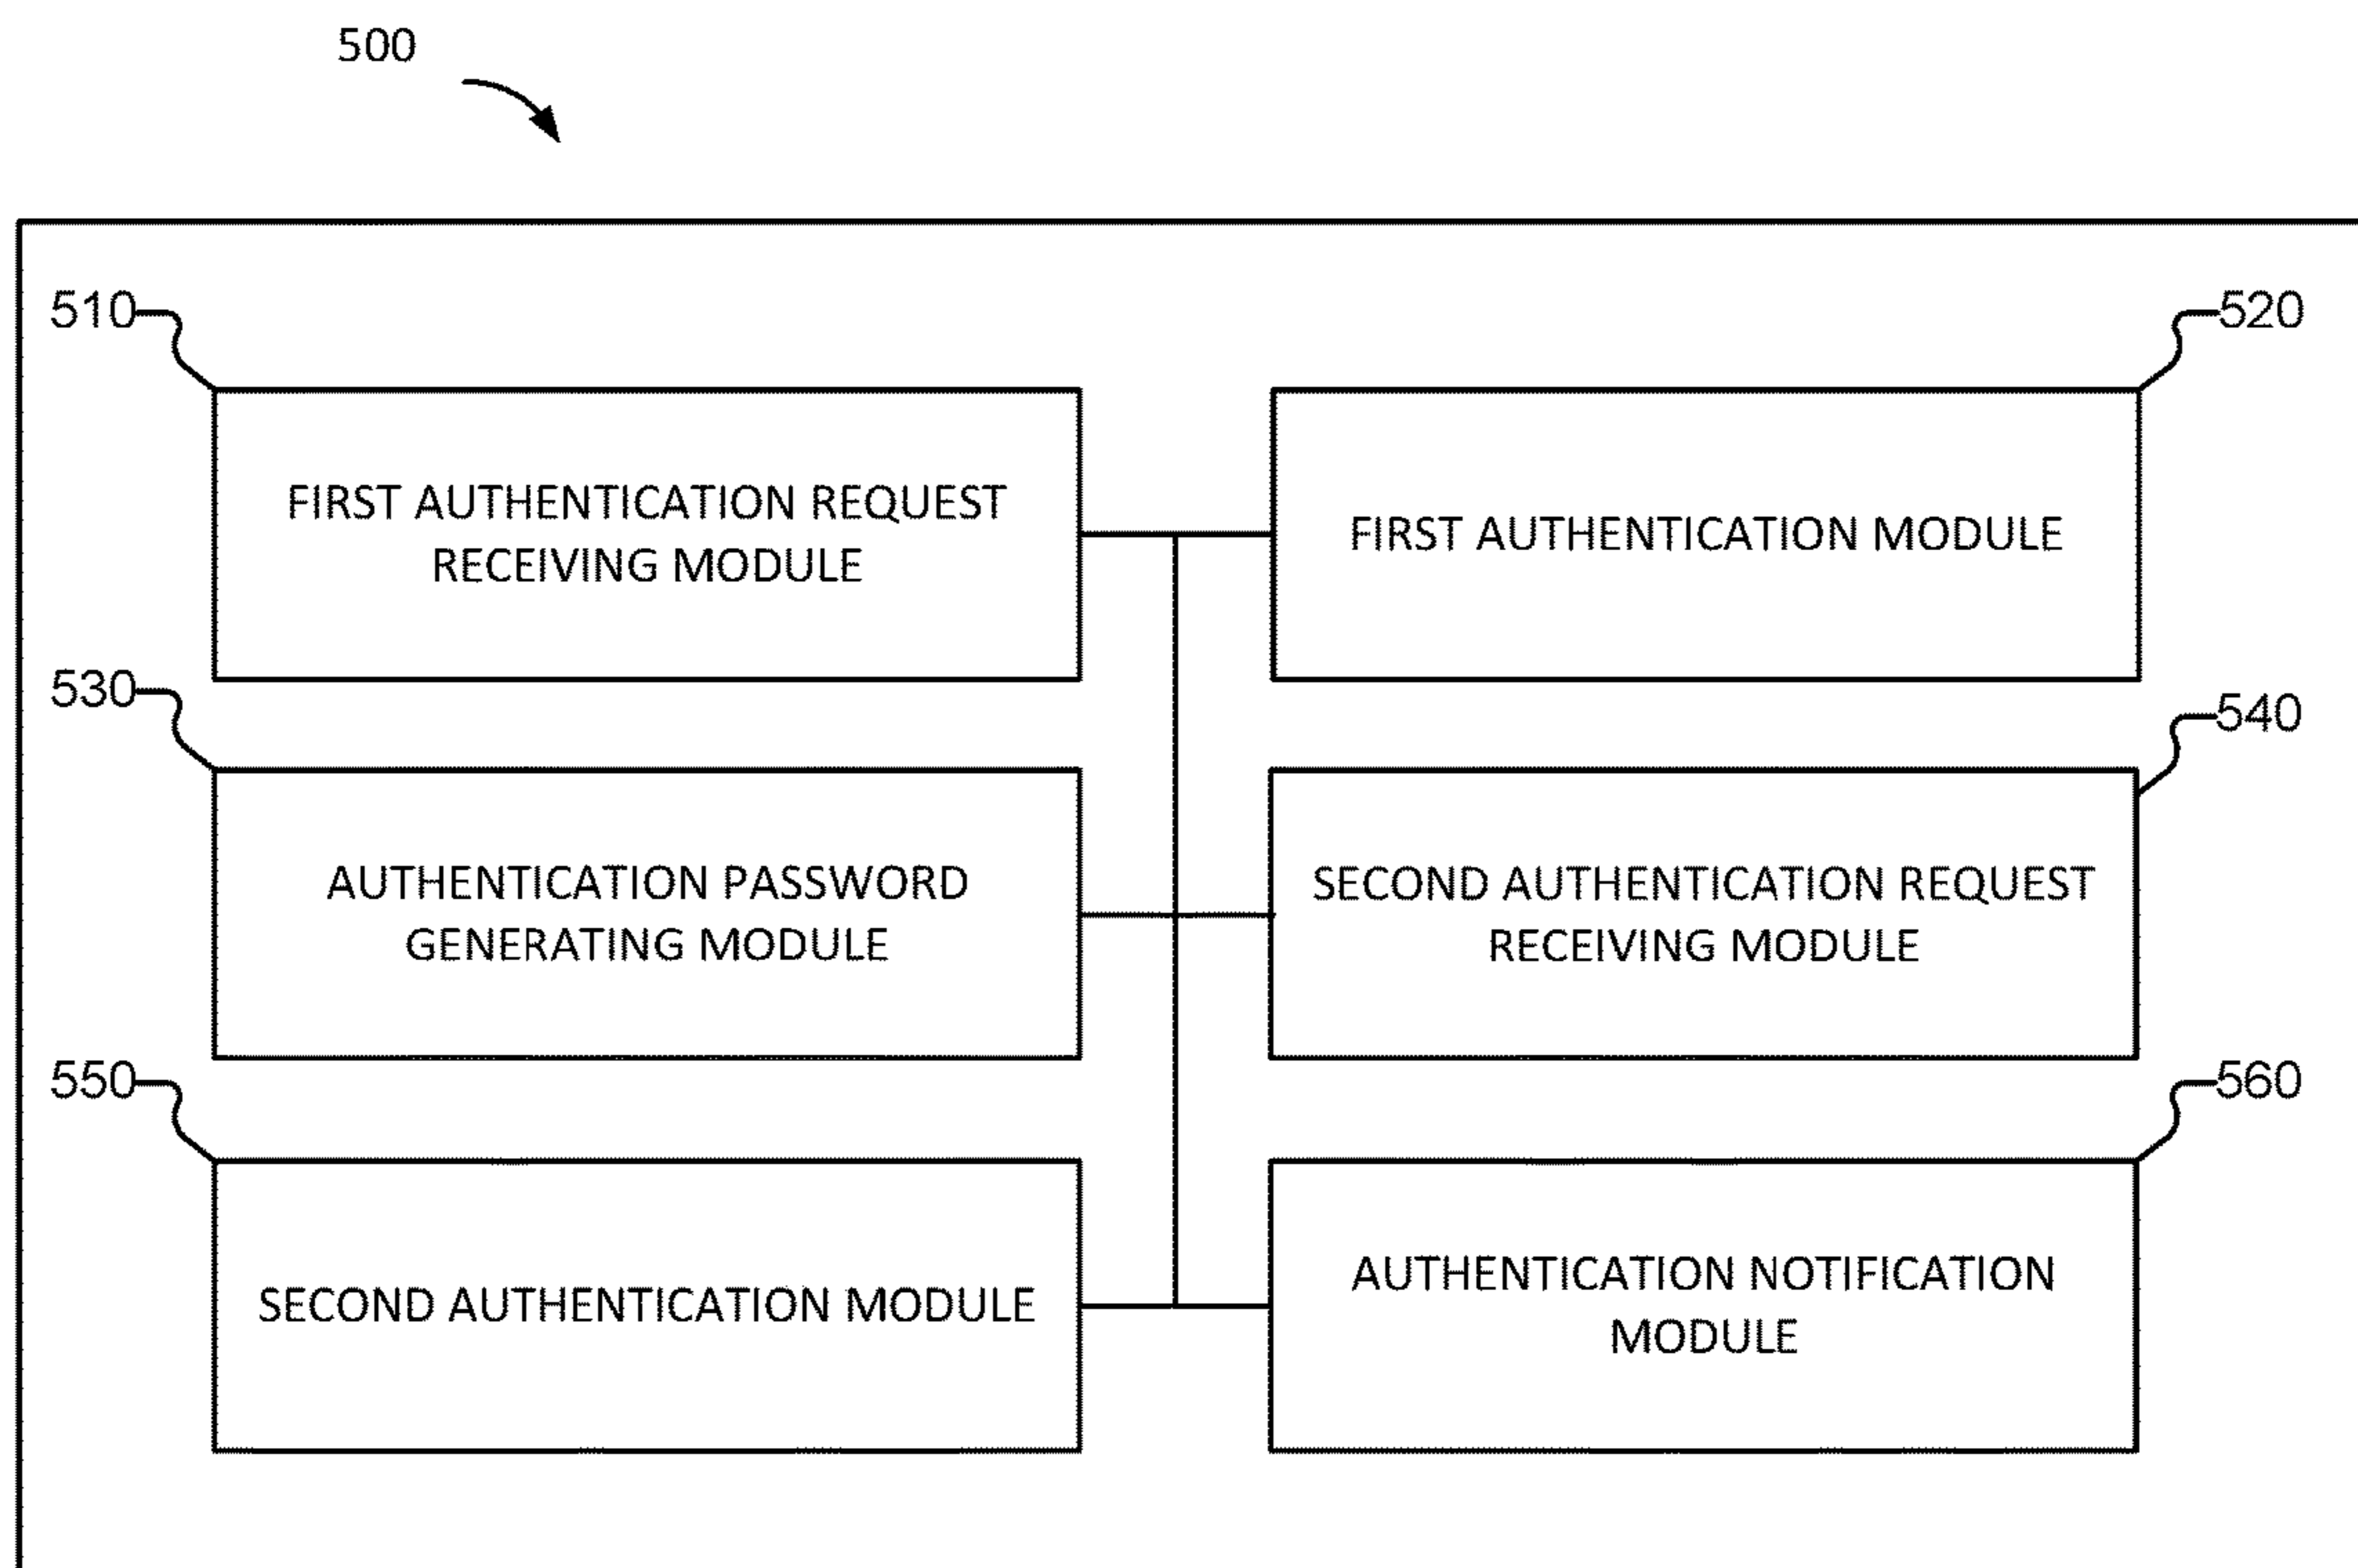 500
510
520
FIRST AUTHENTICATION REQUEST
RECEIVING MODULE
FIRST AUTHENTICATION MODULE
530
540
AUTHENTICATION PASSWORD
GENERATING MODULE
SECOND AUTHENTICATION REQUEST
RECEIVING MODULE
550
560
SECOND AUTHENTICATION MODULE
AUTHENTICATION NOTIFICATION
MODULE